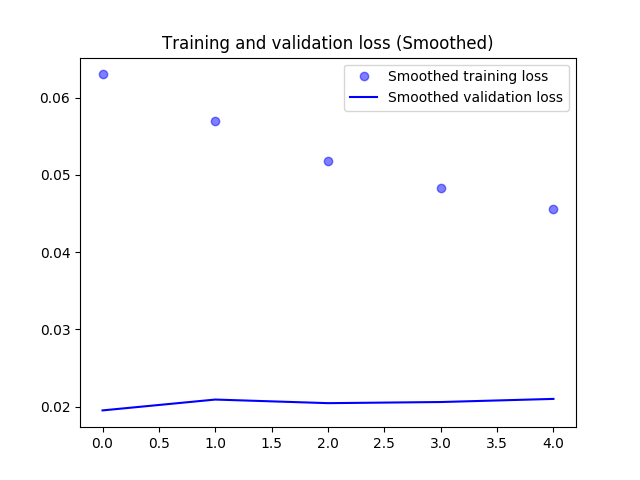 Training and validation loss (Smoothed)
Smoothed training loss
Smoothed validation loss
0.06
0.05
0.04
0.03
0.02
0.0 0.5 1.0 1.5 2.0 2.5 3.0 3.5 4.0